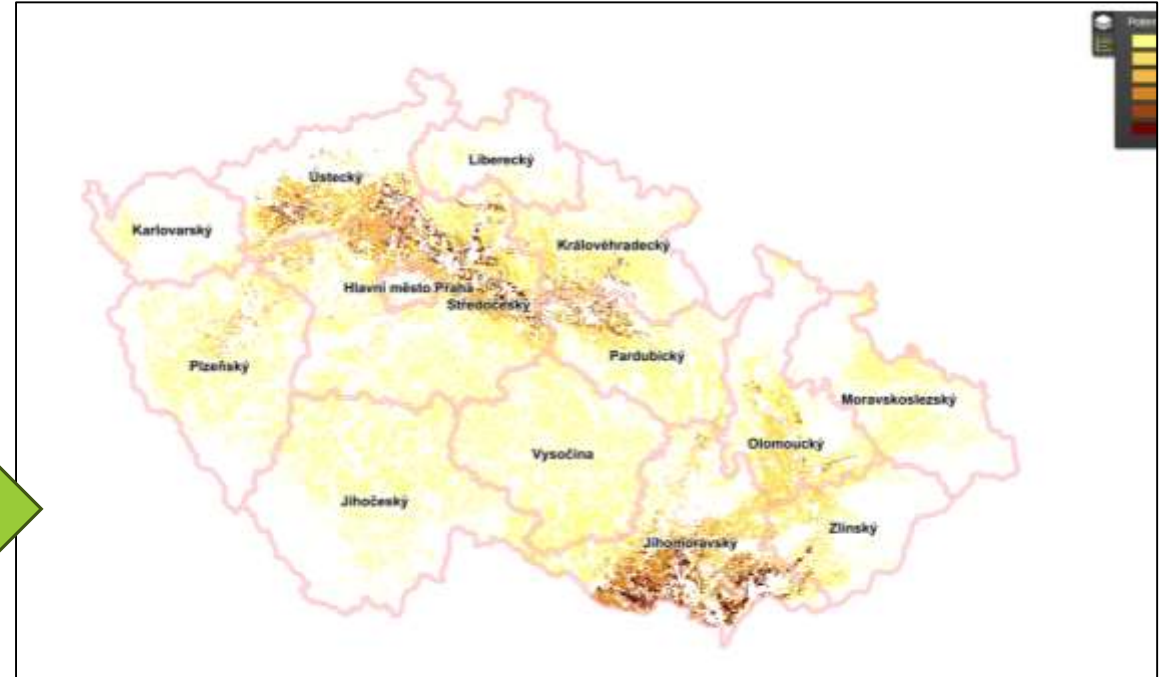 Liberecký
Ústecký
Karlovarský
Královéhradecký
Hlavní město Praha
Středočeský
Plzeňský
Pardubický
Moravskoslezský
Olomoucký
Vysočina
Jihočeský
Zlínský
Jihomoravský